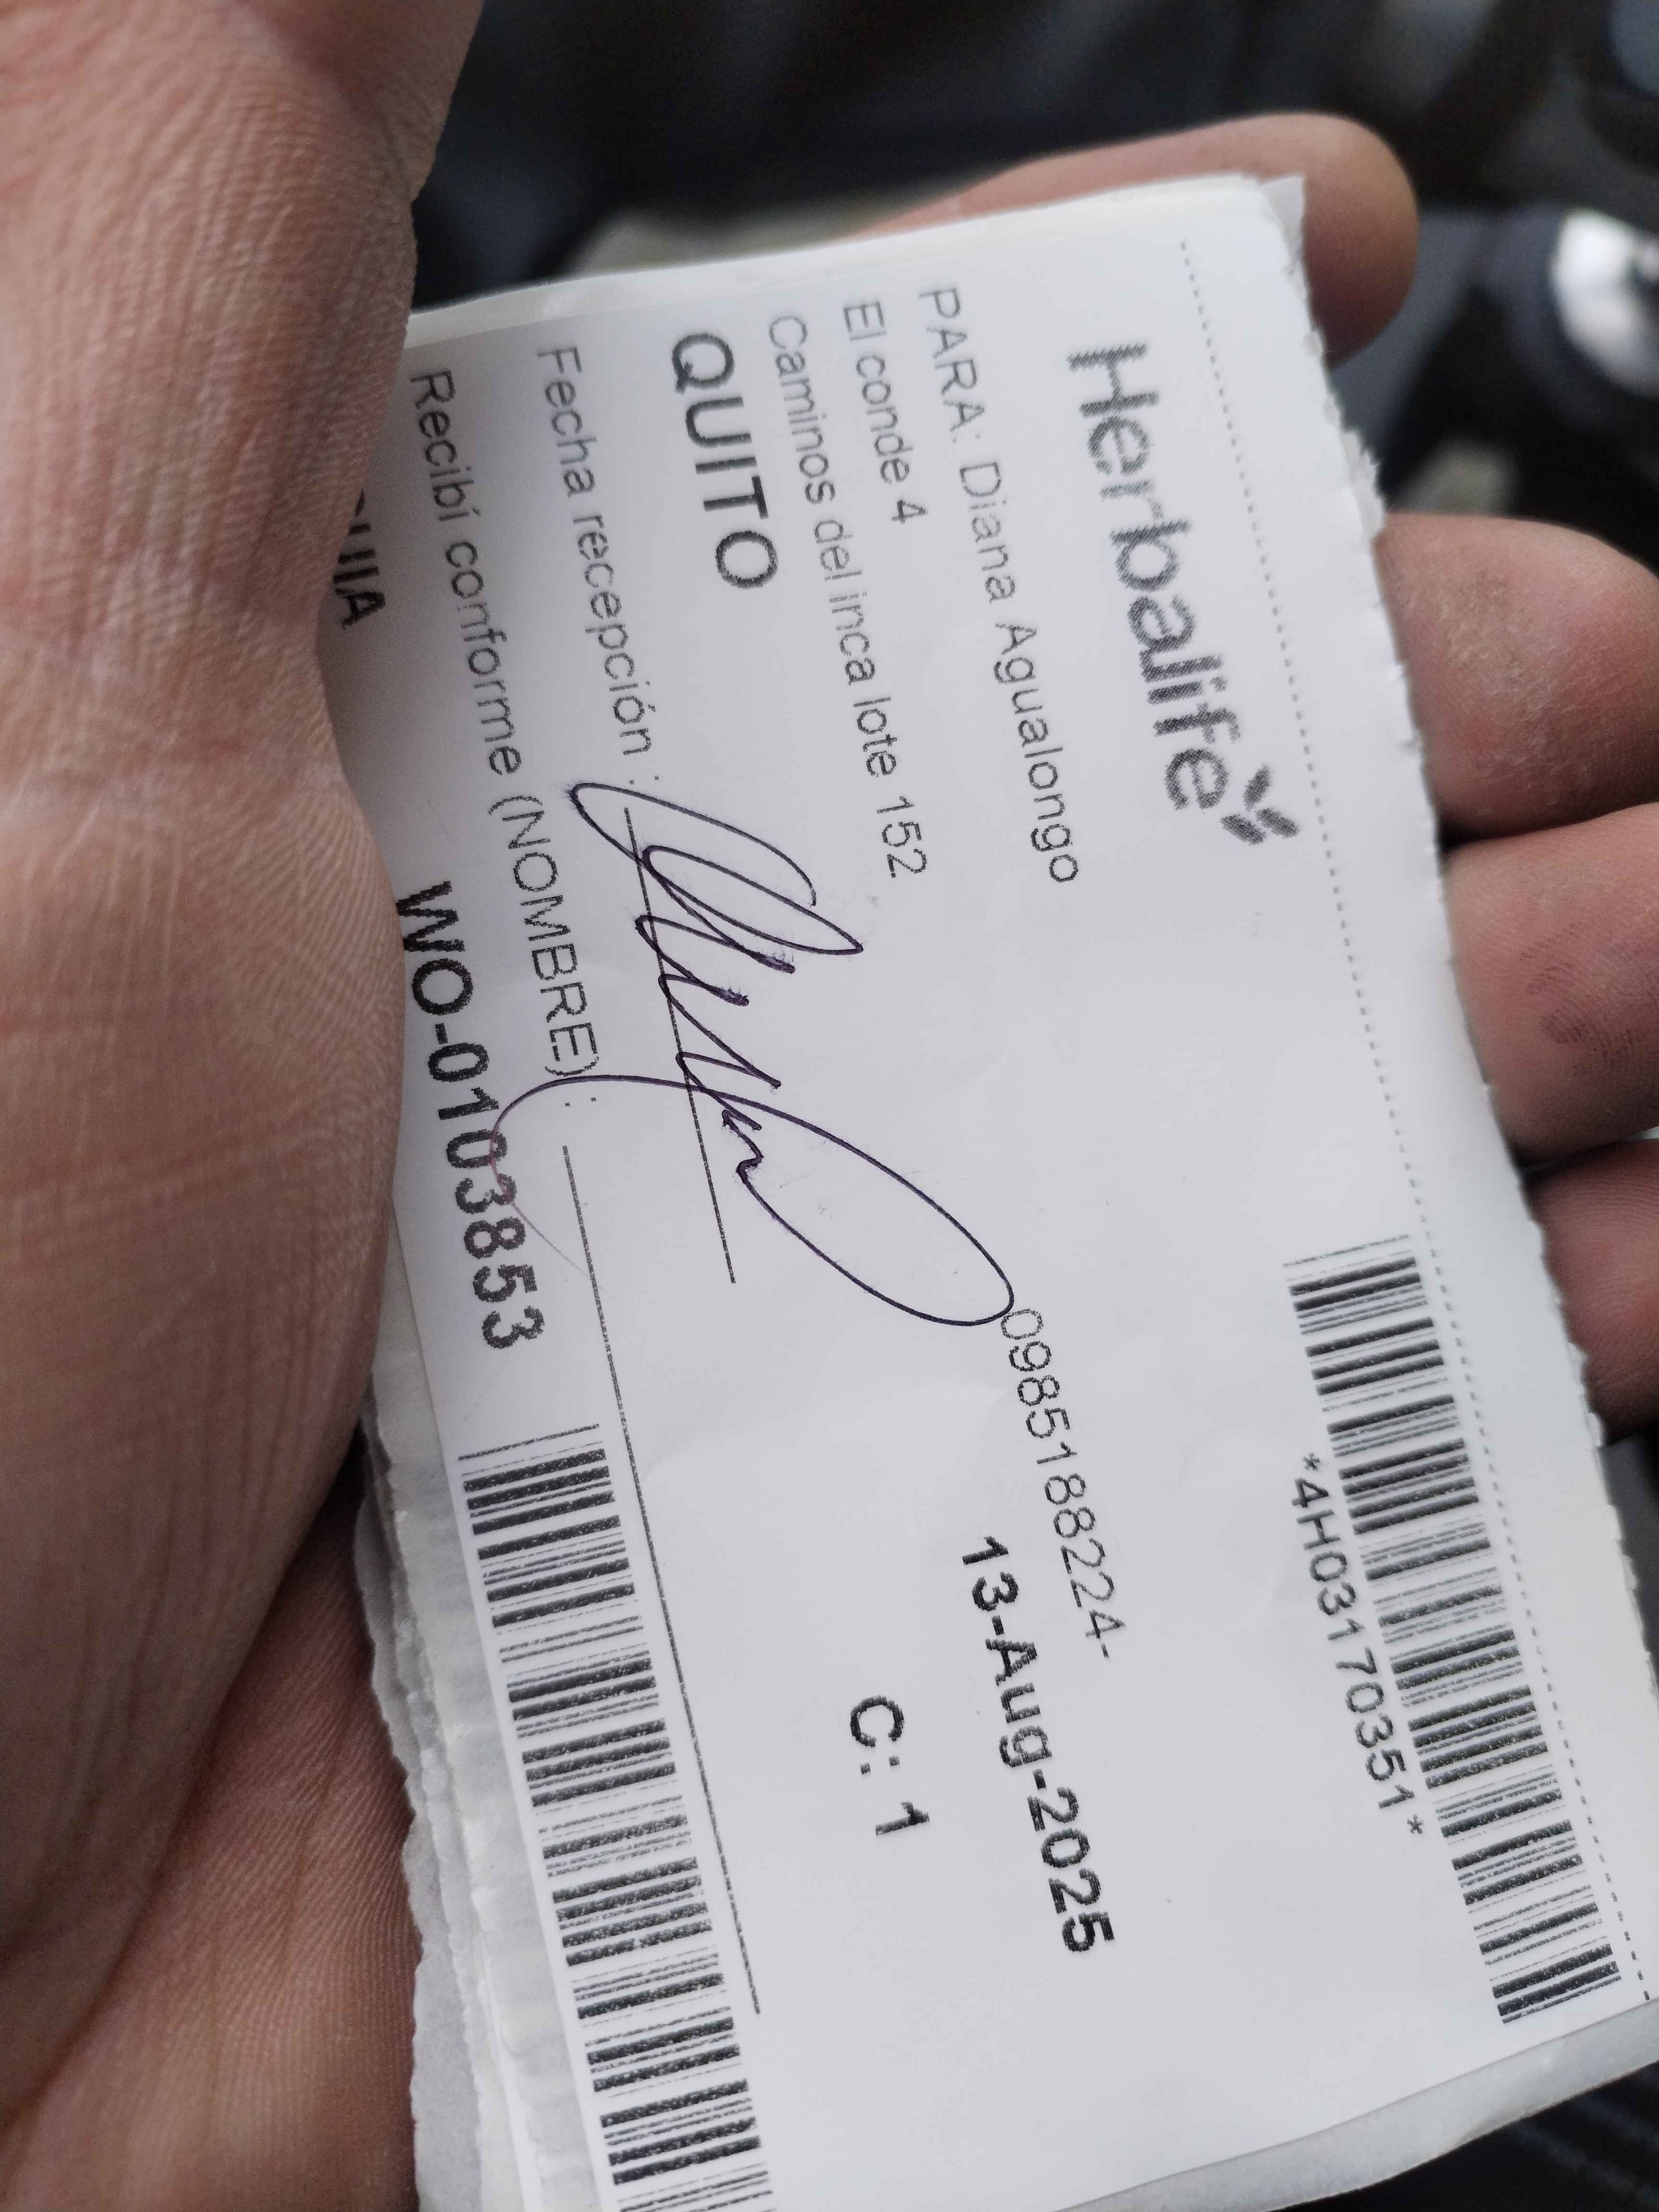 Herbalife
*4H03170351*
PARA: Diana Agualongo
0985188224-
El conde 4
13-Aug-2025
Caminos del inca lote 152
C: 1
QUITO
Fecha recepción :
Recibí conforme (NOMBRE) :
WO-0103853